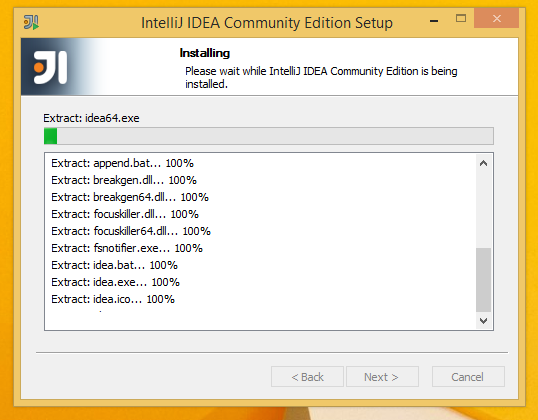 IntelliJ IDEA Community Edition Setup
Installing
Please wait while IntelliJ IDEA Community Edition is being
installed.
Extract: idea64.exe
Extract: append.bat... 100%
Extract: breakgen.dll... 100%
Extract: breakgen64.dll... 100%
Extract: focuskiller.dll... 100%
Extract: focuskiller64.dll... 100%
Extract: fsnotifier.exe... 100%
Extract: idea.bat... 100%
Extract: idea.exe... 100%
Extract: idea.ico... 100%
< Back
Next >
Cancel